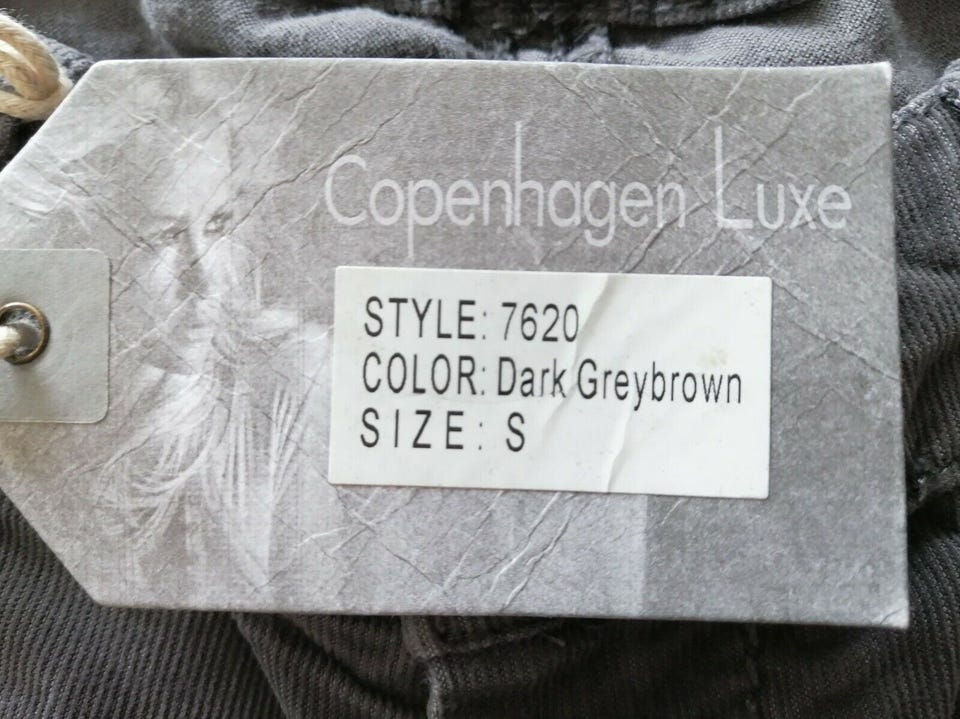 Copenhagen Luxe
STYLE: 7620
COLOR: Dark Greybrown
SIZE: S